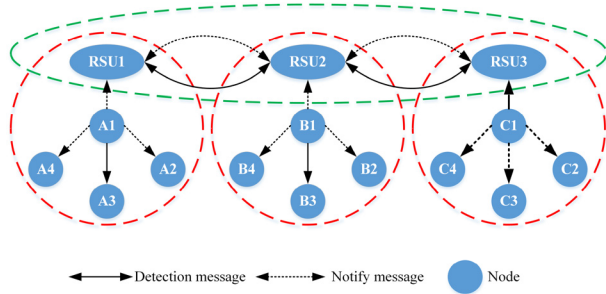 RSU1 RSU2 RSU3
A1 B1 C1
A4 A2 B4 B2 C4 C2
A3 B3 C3
Detection message Notify message Node